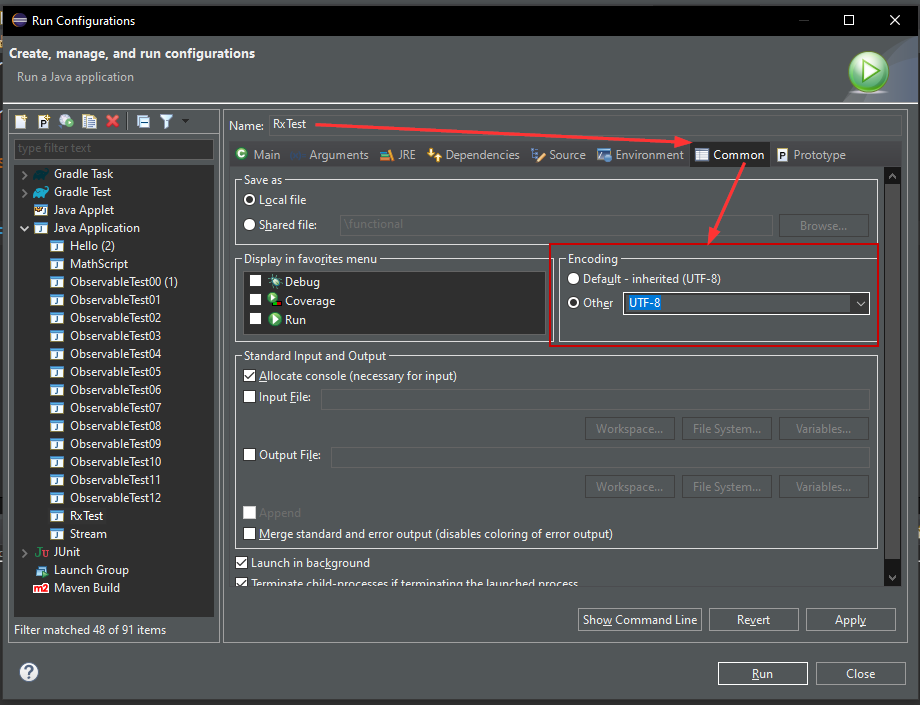 Run Configurations
Create, manage, and run configurations
Run a Java application
type filter text
Gradle Task
Gradle Test
Java Applet
Java Application
Hello (2)
MathScript
ObservableTest00 (1)
ObservableTest01
ObservableTest02
ObservableTest03
ObservableTest04
ObservableTest05
ObservableTest06
ObservableTest07
ObservableTest08
ObservableTest09
ObservableTest10
ObservableTest11
ObservableTest12
RxTest
Stream
JUnit
Launch Group
Maven Build
Filter matched 48 of 91 items
Name: RxTest
Main Arguments JRE Dependencies Source Environment Common Prototype
Save as
Local file
Shared file: \functional Browse...
Display in favorites menu
Debug
Coverage
Run
Encoding
Default - inherited (UTF-8)
Other UTF-8
Standard Input and Output
Allocate console (necessary for input)
Input File:
Workspace... File System... Variables...
Output File:
Workspace... File System... Variables...
Append
Merge standard and error output (disables coloring of error output)
Launch in background
Terminate child-processes if terminating the launched process
Show Command Line Revert Apply
Run Close